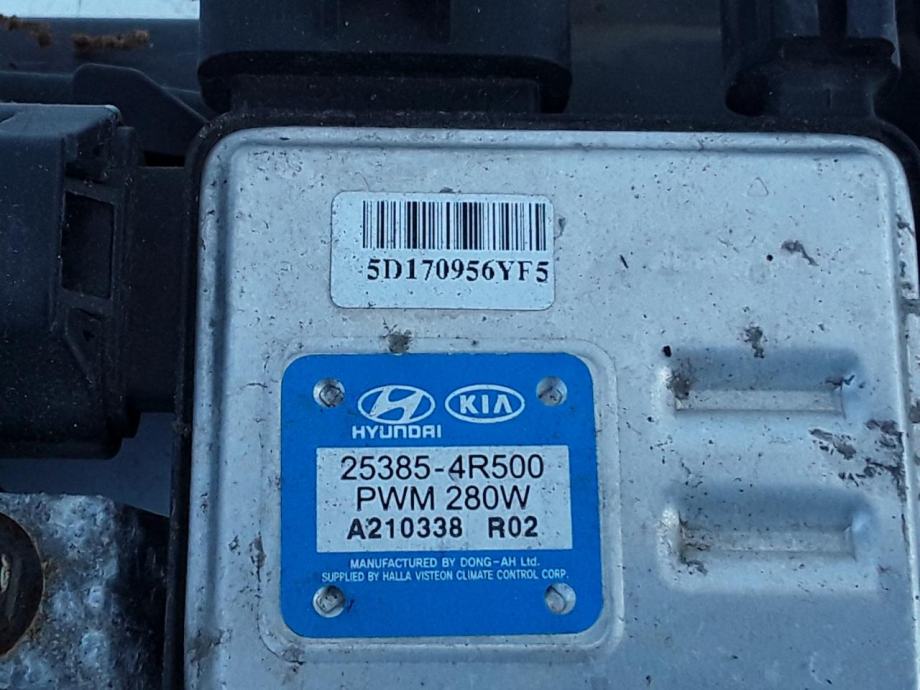 5D170956YF5
HYUNDAI KIA
25385-4R500
PWM 280W
A210338 R02
MANUFACTURED BY DONG-AH Ltd.
SUPPLIED BY HALLA VISTEON CLIMATE CONTROL CORP.